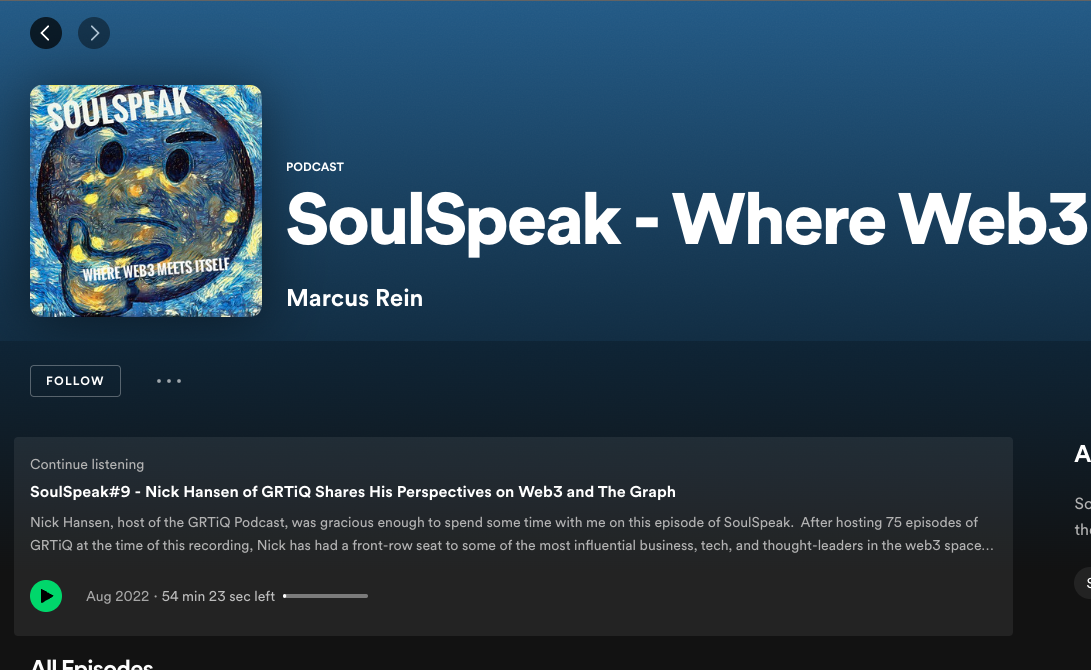 SOULSPEAK
WHERE WEB3 MEETS ITSELF
PODCAST
SoulSpeak - Where Web3
Marcus Rein
FOLLOW
Continue listening
SoulSpeak#9 - Nick Hansen of GRTiQ Shares His Perspectives on Web3 and The Graph
Nick Hansen, host of the GRTiQ Podcast, was gracious enough to spend some time with me on this episode of SoulSpeak.  After hosting 75 episodes of
GRTiQ at the time of this recording, Nick has had a front-row seat to some of the most influential business, tech, and thought-leaders in the web3 space…
Aug 2022 · 54 min 23 sec left
All Episodes